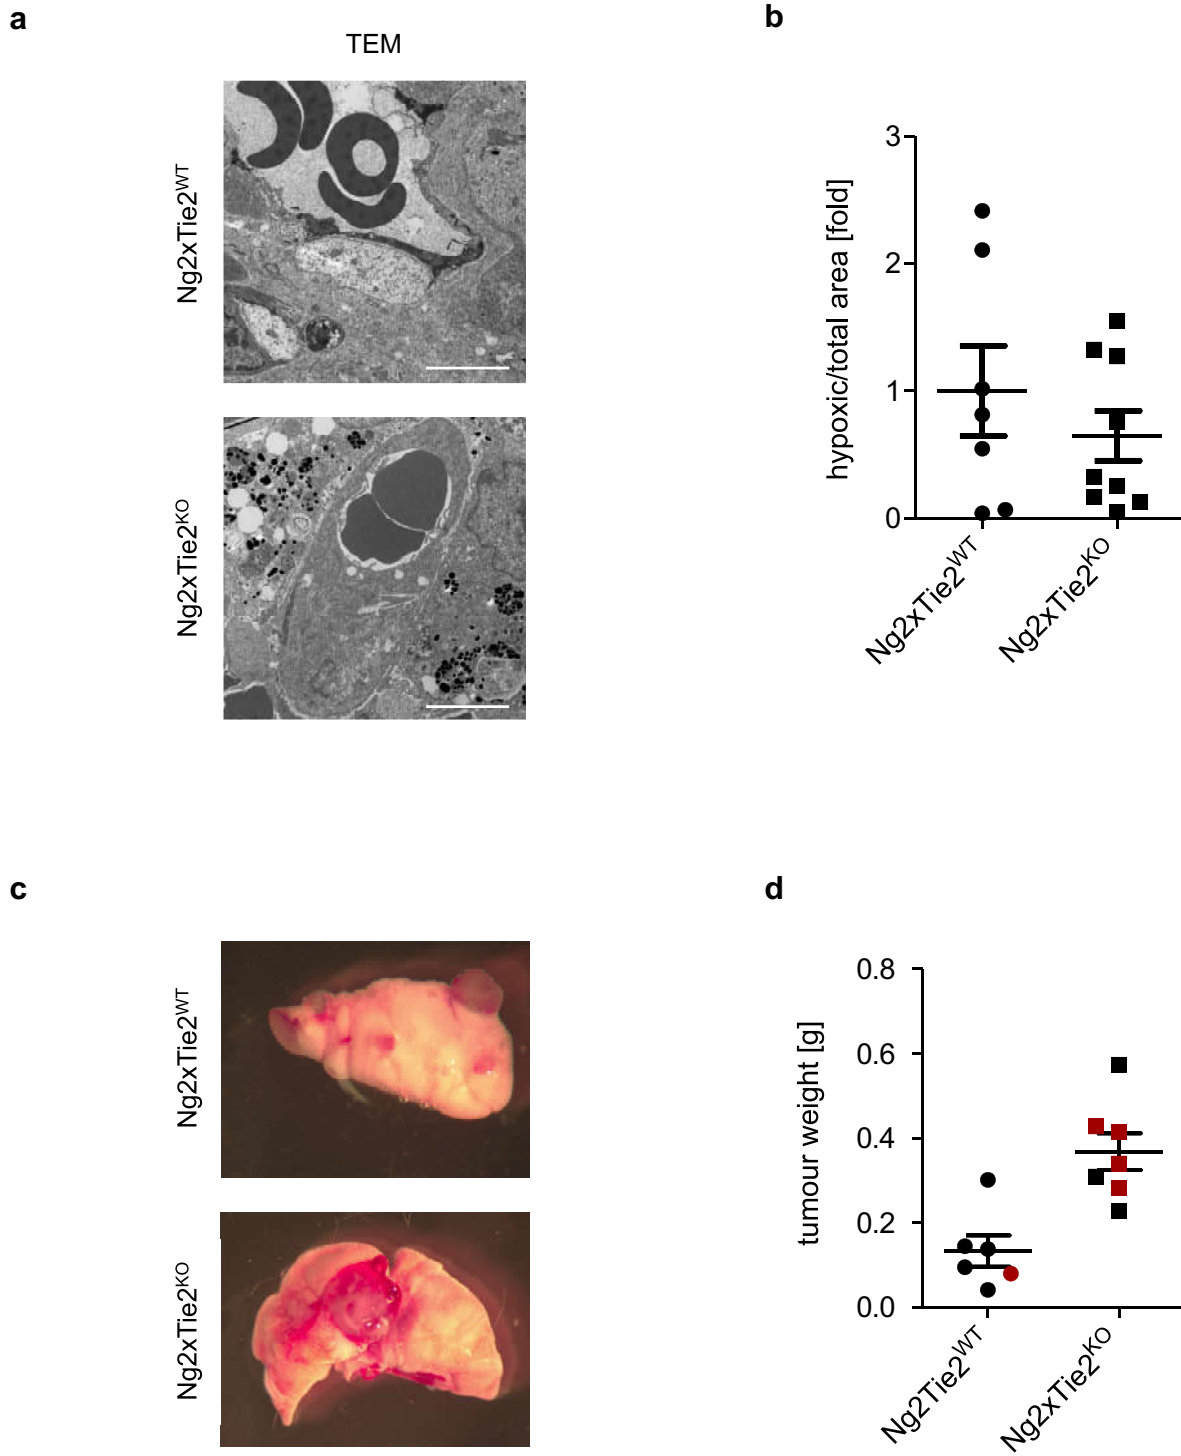 a
TEM
Ng2xTie2WT
Ng2xTie2KO
b
hypoxic/total area [fold]
3
2
1
0
Ng2xTie2WT
Ng2xTie2KO
c
Ng2xTie2WT
Ng2xTie2KO
d
tumour weight [g]
0.8
0.6
0.4
0.2
0.0
Ng2Tie2WT
Ng2xTie2KO